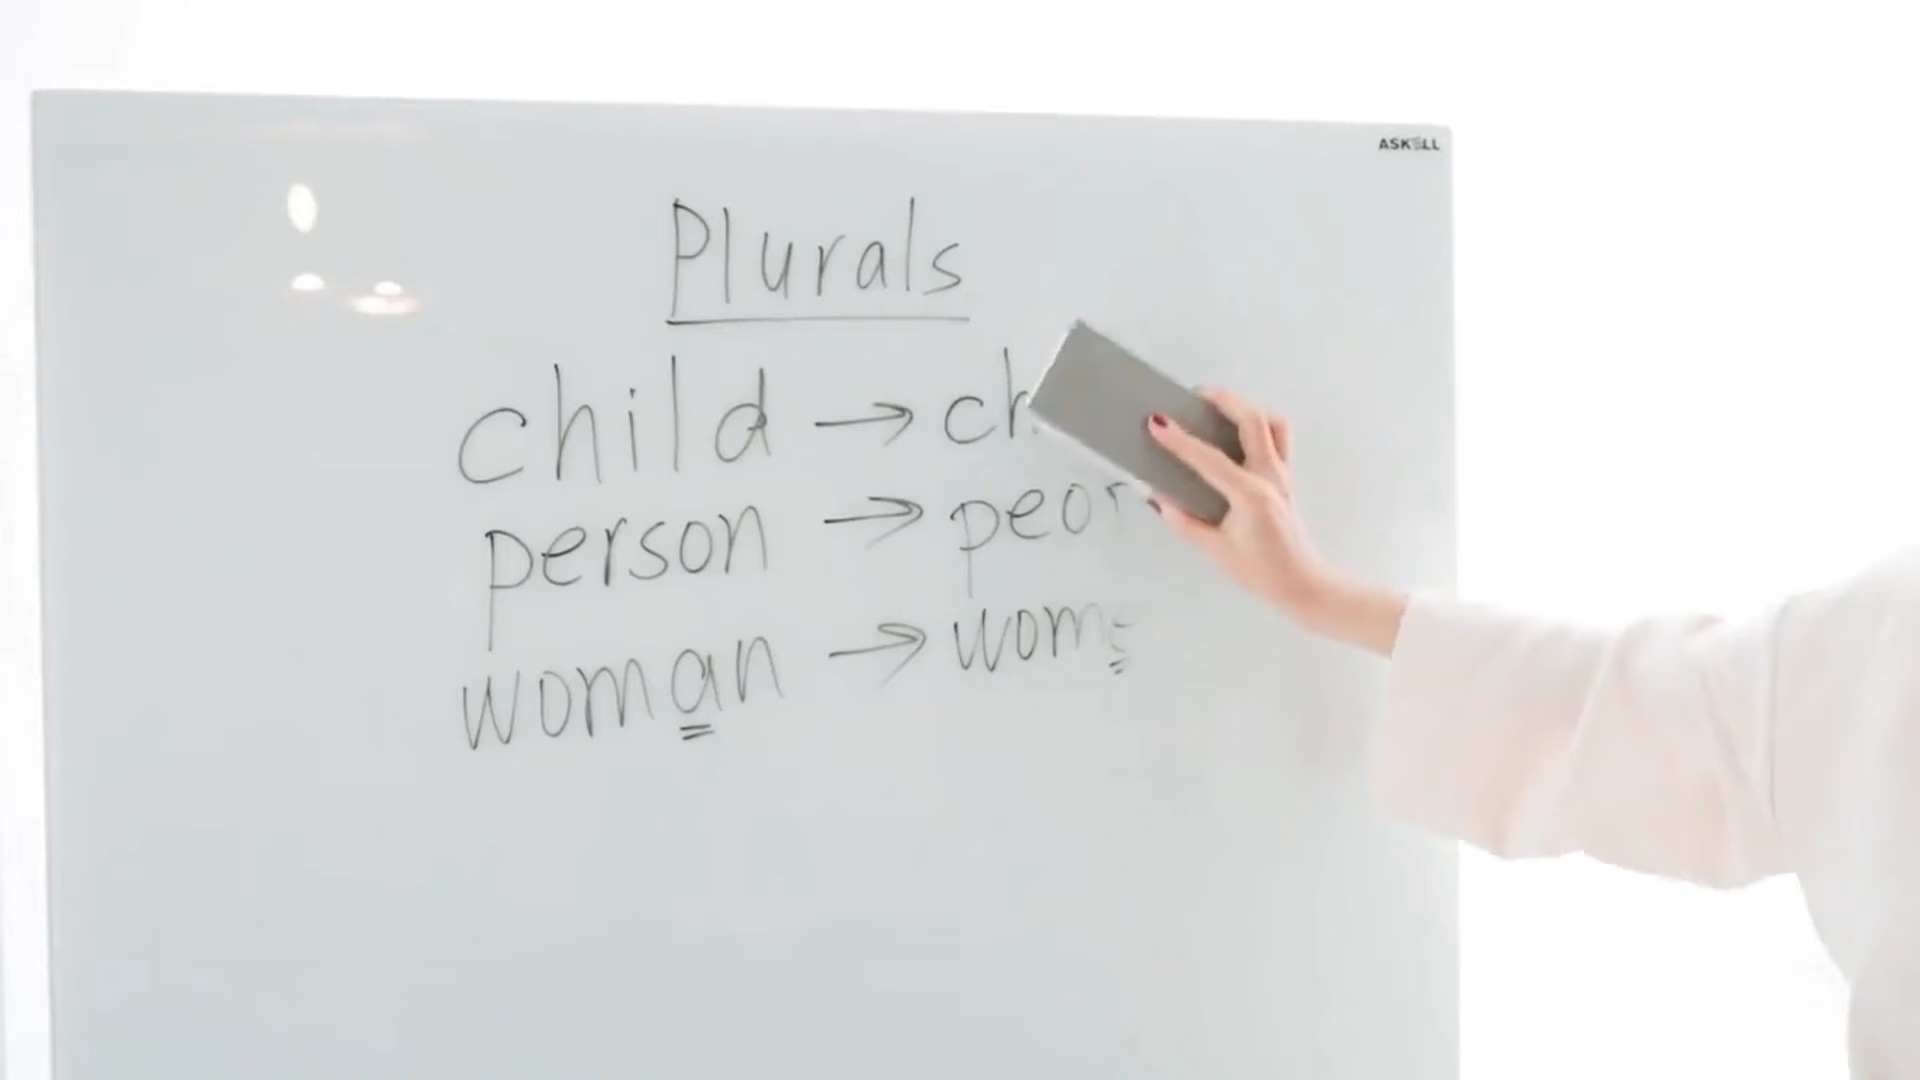 ASKELL
Plurals
child → ch
person → peo
woman → wom